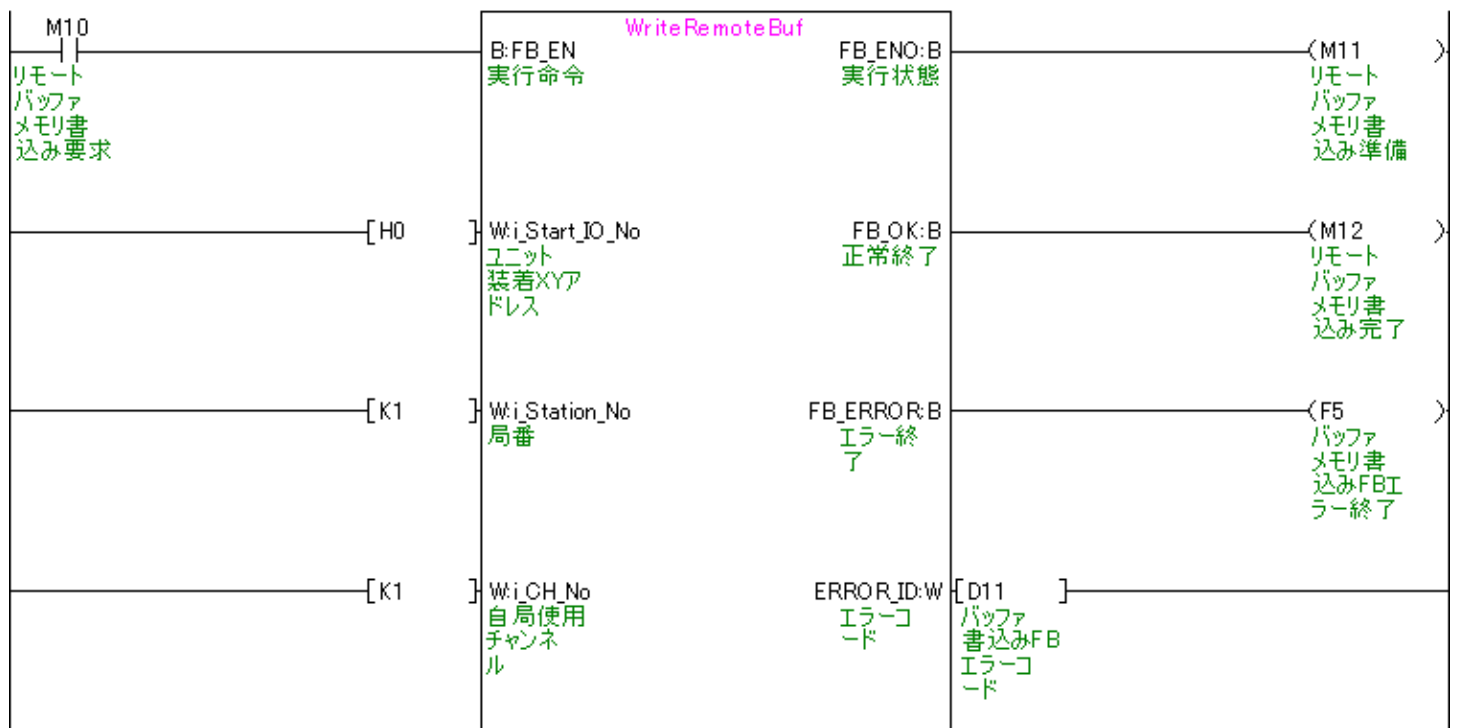 M10
リモート
バッファ
メモリ書
込み要求
WriteRemoteBuf
B:FB_EN
実行命令
FB_ENO:B
実行状態
(M11 )
リモート
バッファ
メモリ書
込み準備
[H0 ]
W:i_Start_IO_No
ユニット
装着XYア
ドレス
FB_OK:B
正常終了
(M12 )
リモート
バッファ
メモリ書
込み完了
[K1 ]
W:i_Station_No
局番
FB_ERROR:B
エラー終
了
(F5 )
バッファ
メモリ書
込みFBエ
ラー終了
[K1 ]
W:i_CH_No
自局使用
チャンネ
ル
ERROR_ID:W
エラーコ
ード
[D11 ]
バッファ
書込みFB
エラーコ
ード